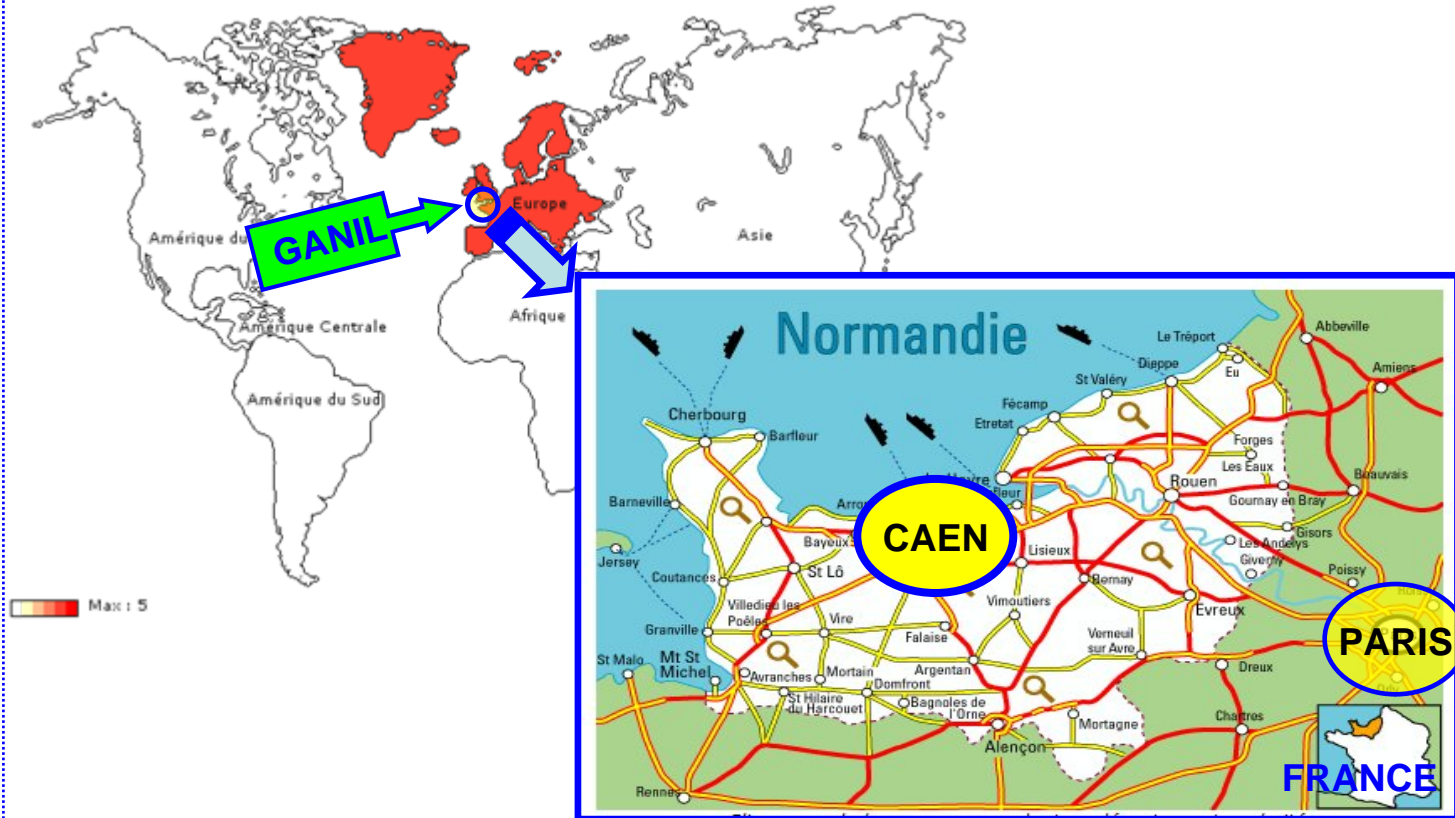 GANIL
Europe
Asie
Amérique du
Afrique
Amérique Centrale
Amérique du Sud
Max : 5
Normandie
Le Tréport
Abbeville
Dieppe
Eu
Amiens
St Valéry
Fécamp
Cherbourg
Etretat
Barfleur
Forges
Les Eaux
Rouen
Beauvais
Barneville
Gournay en Bray
CAEN
Bayeux
Lisieux
Gisors
Les Andelys
Giverny
Jersey
Coutances
St Lô
Bernay
Poissy
Villedieu les
Poêles
Vire
Vimoutiers
Evreux
Granville
Falaise
Verneuil
sur Avre
PARIS
St Malo
Mt St
Michel
Avranches
Mortain
Argentan
Dreux
Domfront
St Hilaire
du Harcouet
Bagnoles de
l'Orne
Mortagne
Chartres
Alençon
FRANCE
Rennes